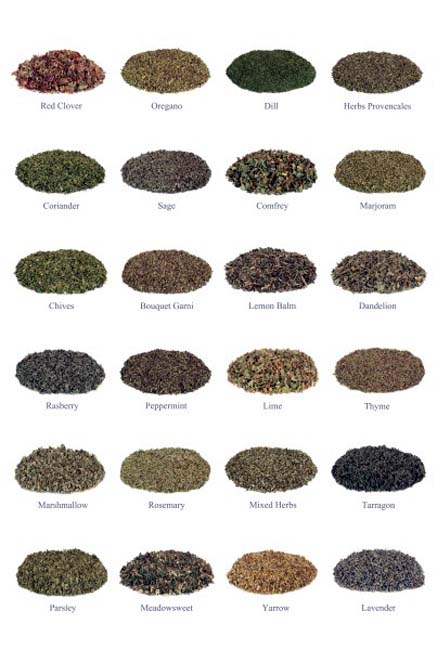 Red Clover
Oregano
Dill
Herbs Provencales
Coriander
Sage
Comfrey
Marjoram
Chives
Bouquet Garni
Lemon Balm
Dandelion
Rasberry
Peppermint
Lime
Thyme
Marshmallow
Rosemary
Mixed Herbs
Tarragon
Parsley
Meadowsweet
Yarrow
Lavender